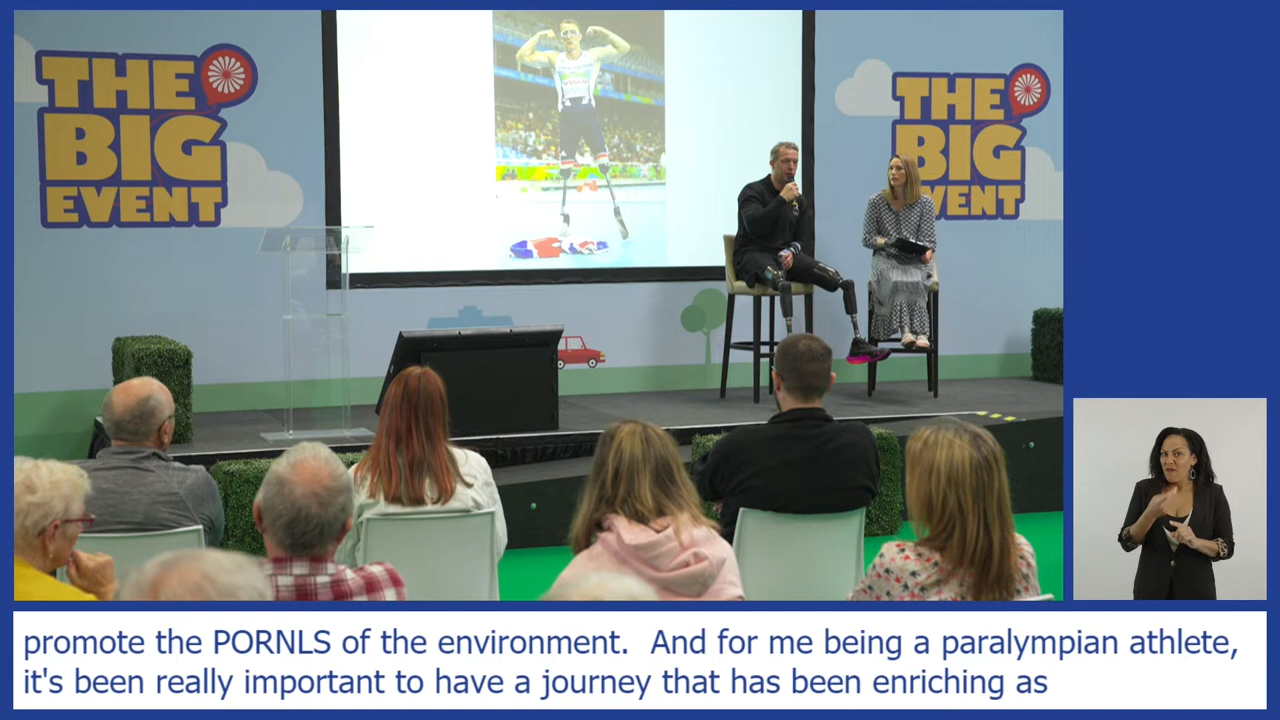 THE
BIG
EVENT
THE
BIG
EVENT
promote the PORNLS of the environment.  And for me being a paralympian athlete,
it's been really important to have a journey that has been enriching as